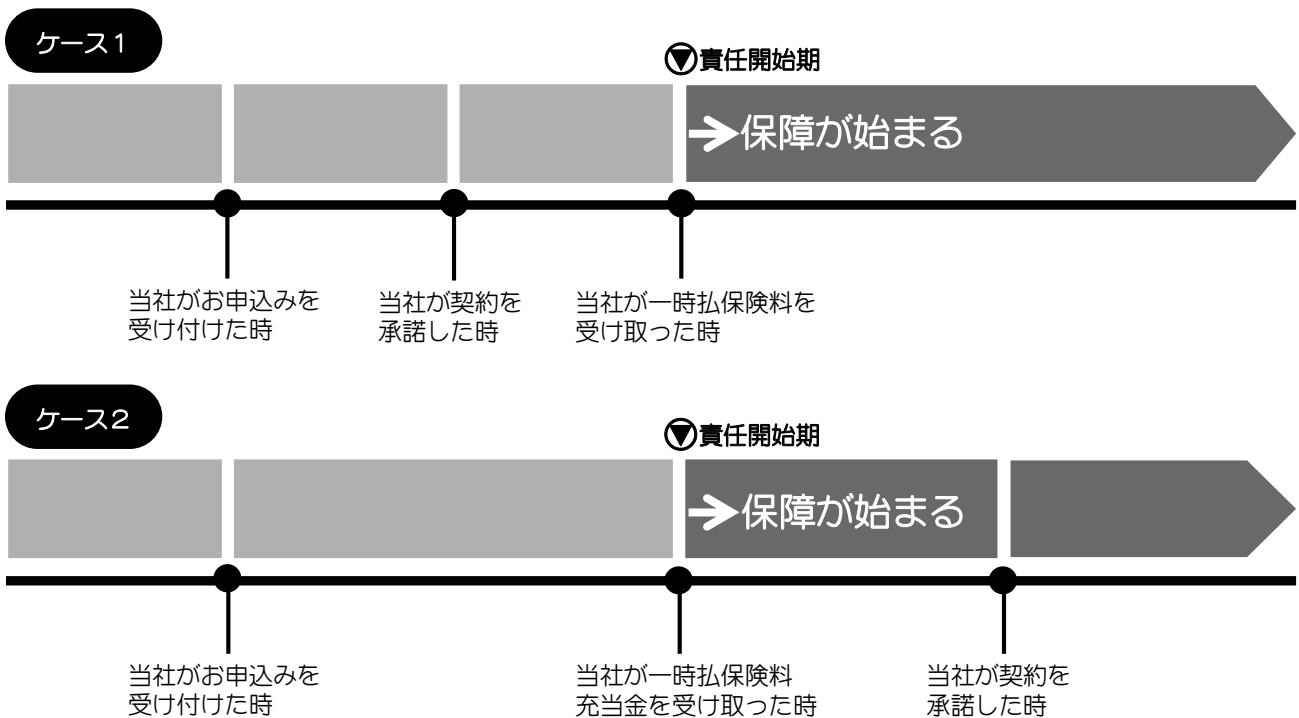 ケース1
責任開始期
保障が始まる
当社がお申込みを
受け付けた時
当社が契約を
承諾した時
当社が一時払保険料を
受け取った時
ケース2
責任開始期
保障が始まる
当社がお申込みを
受け付けた時
当社が一時払保険料
充当金を受け取った時
当社が契約を
承諾した時